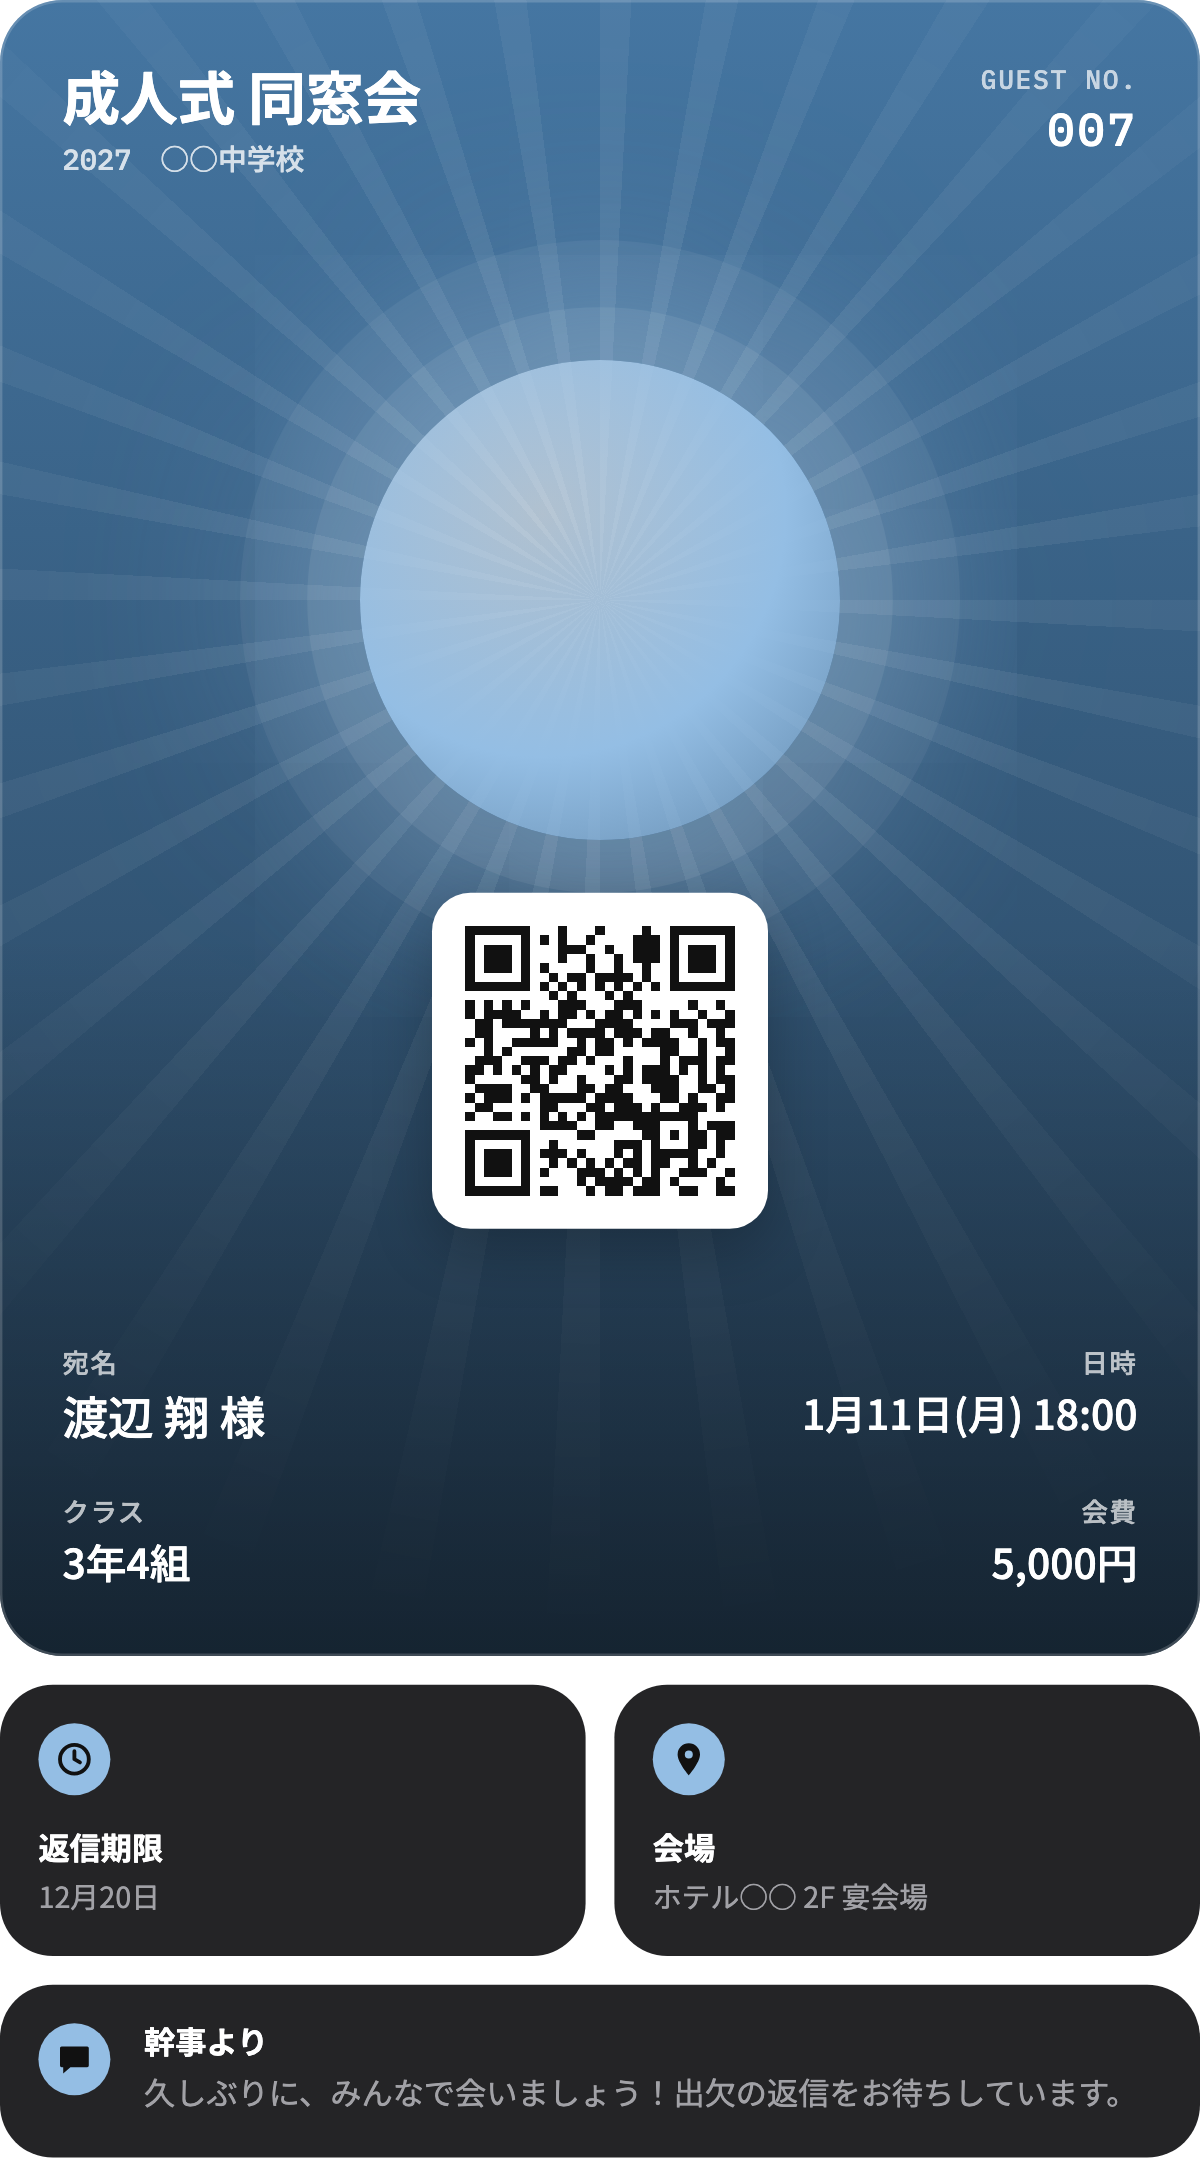 成人式 同窓会
2027 ○○中学校
GUEST NO.
007
宛名
渡辺 翔 様
日時
1月11日(月) 18:00
クラス
3年4組
会費
5,000円
返信期限
12月20日
会場
ホテル○○ 2F 宴会場
幹事より
久しぶりに、みんなで会いましょう！出欠の返信をお待ちしています。